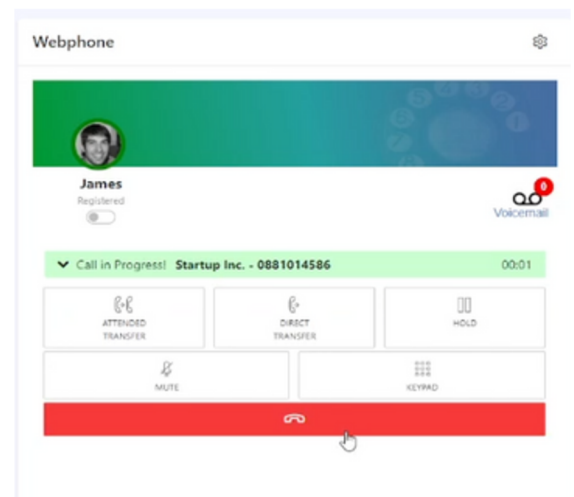 Webphone
James
Registered
0
Voicemail
Call in Progress! Startup Inc. - 0881014586 00:01
ATTENDED
TRANSFER
DIRECT
TRANSFER
HOLD
MUTE
KEYPAD